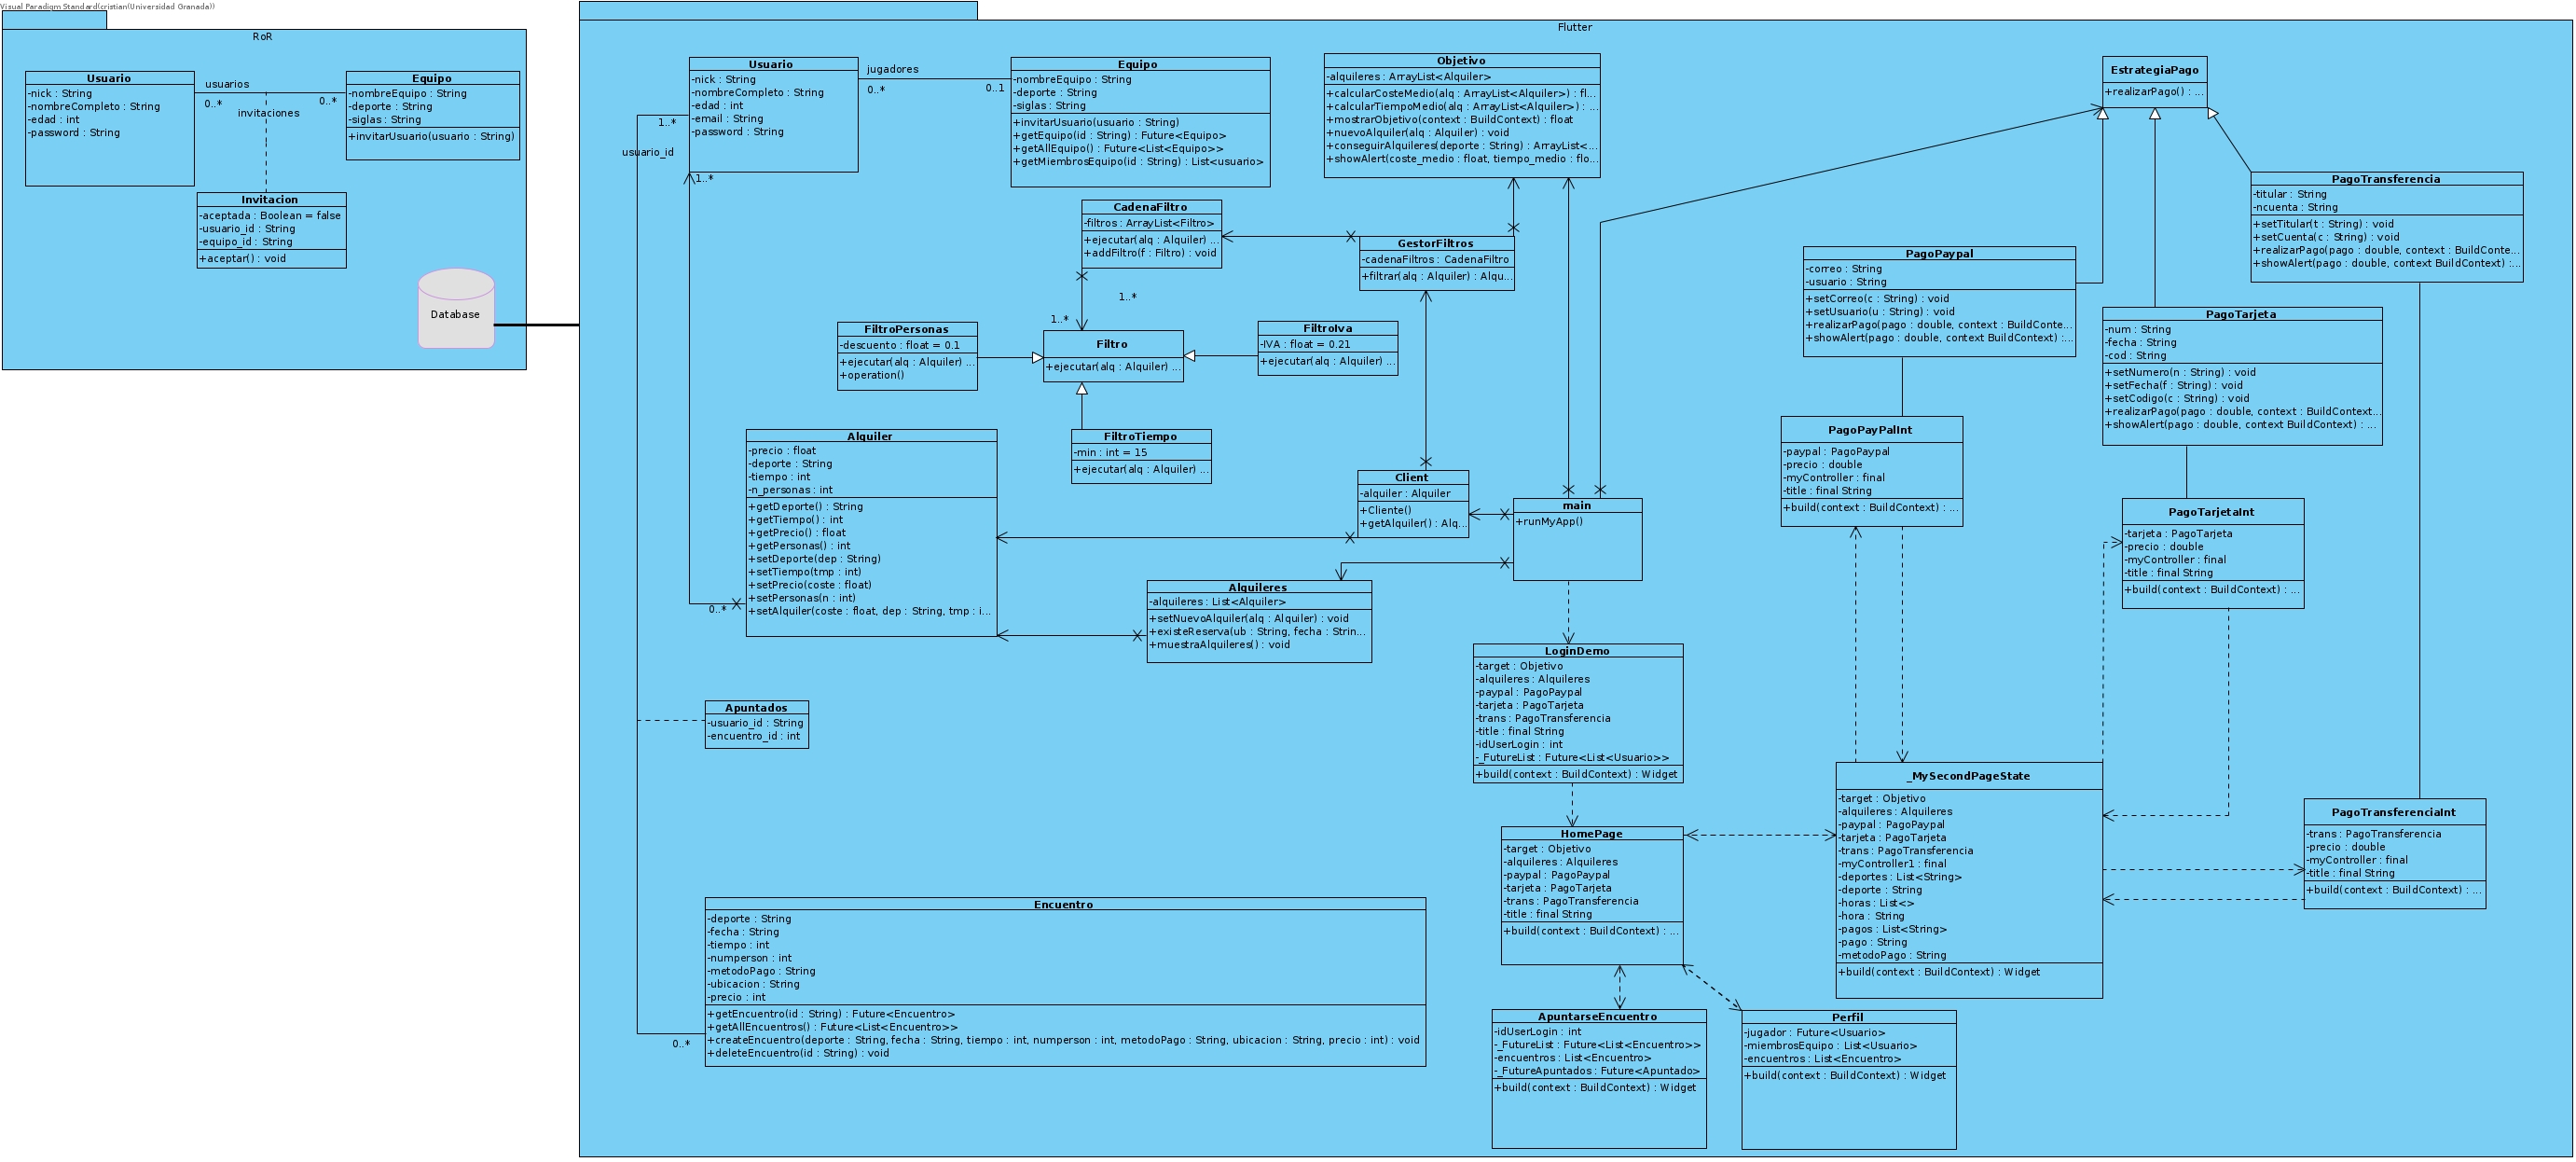 Visual Paradigm Standard(cristian(Universidad Granada))
RoR
Usuario
-nick : String
-nombreCompleto : String
-edad : int
-password : String
usuarios
0..*
0..*
invitaciones
Equipo
-nombreEquipo : String
-deporte : String
-siglas : String
+invitarUsuario(usuario : String)
Invitacion
-aceptada : Boolean = false
-usuario_id : String
-equipo_id : String
+aceptar() : void
Database
Flutter
Usuario
-nick : String
-nombreCompleto : String
-edad : int
-email : String
-password : String
jugadores
0..*
0..1
1..*
usuario_id
1..*
Equipo
-nombreEquipo : String
-deporte : String
-siglas : String
+invitarUsuario(usuario : String)
+getEquipo(id : String) : Future<Equipo>
+getAllEquipo() : Future<List<Equipo>>
+getMiembrosEquipo(id : String) : List<usuario>
Objetivo
-alquileres : ArrayList<Alquiler>
+calcularCosteMedio(alq : ArrayList<Alquiler>) : fl...
+calcularTiempoMedio(alq : ArrayList<Alquiler>) : ...
+mostrarObjetivo(context : BuildContext) : float
+nuevoAlquiler(alq : Alquiler) : void
+conseguirAlquileres(deporte : String) : ArrayList<...
+showAlert(coste_medio : float, tiempo_medio : flo...
EstrategiaPago
+realizarPago() : ...
PagoTransferencia
-titular : String
-ncuenta : String
+setTitular(t : String) : void
+setCuenta(c : String) : void
+realizarPago(pago : double, context : BuildConte...
+showAlert(pago : double, context BuildContext) :...
CadenaFiltro
-filtros : ArrayList<Filtro>
+ejecutar(alq : Alquiler) ...
+addFiltro(f : Filtro) : void
GestorFiltros
-cadenaFiltros : CadenaFiltro
+filtrar(alq : Alquiler) : Alqu...
PagoPaypal
-correo : String
-usuario : String
+setCorreo(c : String) : void
+setUsuario(u : String) : void
+realizarPago(pago : double, context : BuildConte...
+showAlert(pago : double, context BuildContext) :...
1..*
1..*
FiltroPersonas
-descuento : float = 0.1
+ejecutar(alq : Alquiler) ...
+operation()
Filtro
+ejecutar(alq : Alquiler) ...
FiltroIva
-IVA : float = 0.21
+ejecutar(alq : Alquiler) ...
PagoTarjeta
-num : String
-fecha : String
-cod : String
+setNumero(n : String) : void
+setFecha(f : String) : void
+setCodigo(c : String) : void
+realizarPago(pago : double, context : BuildContext...
+showAlert(pago : double, context BuildContext) : ...
FiltroTiempo
-min : int = 15
+ejecutar(alq : Alquiler) ...
Alquiler
-precio : float
-deporte : String
-tiempo : int
-n_personas : int
+getDeporte() : String
+getTiempo() : int
+getPrecio() : float
+getPersonas() : int
+setDeporte(dep : String)
+setTiempo(tmp : int)
+setPrecio(coste : float)
+setPersonas(n : int)
+setAlquiler(coste : float, dep : String, tmp : i...
0..*
Client
-alquiler : Alquiler
+Cliente()
+getAlquiler() : Alq...
main
+runMyApp()
PagoPayPalInt
-paypal : PagoPaypal
-precio : double
-myController : final
-title : final String
+build(context : BuildContext) : ...
PagoTarjetaInt
-tarjeta : PagoTarjeta
-precio : double
-myController : final
-title : final String
+build(context : BuildContext) : ...
Alquileres
-alquileres : List<Alquiler>
+setNuevoAlquiler(alq : Alquiler) : void
+existeReserva(ub : String, fecha : Strin...
+muestraAlquileres() : void
LoginDemo
-target : Objetivo
-alquileres : Alquileres
-paypal : PagoPaypal
-tarjeta : PagoTarjeta
-trans : PagoTransferencia
-title : final String
-idUserLogin : int
-_FutureList : Future<List<Usuario>>
+build(context : BuildContext) : Widget
Apuntados
-usuario_id : String
-encuentro_id : int
_MySecondPageState
-target : Objetivo
-alquileres : Alquileres
-paypal : PagoPaypal
-tarjeta : PagoTarjeta
-trans : PagoTransferencia
-myController1 : final
-deportes : List<String>
-deporte : String
-horas : List<>
-hora : String
-pagos : List<String>
-pago : String
-metodoPago : String
+build(context : BuildContext) : Widget
PagoTransferenciaInt
-trans : PagoTransferencia
-precio : double
-myController : final
-title : final String
+build(context : BuildContext) : ...
HomePage
-target : Objetivo
-alquileres : Alquileres
-paypal : PagoPaypal
-tarjeta : PagoTarjeta
-trans : PagoTransferencia
-title : final String
+build(context : BuildContext) : ...
Encuentro
-deporte : String
-fecha : String
-tiempo : int
-numperson : int
-metodoPago : String
-ubicacion : String
-precio : int
+getEncuentro(id : String) : Future<Encuentro>
+getAllEncuentros() : Future<List<Encuentro>>
+createEncuentro(deporte : String, fecha : String, tiempo : int, numperson : int, metodoPago : String, ubicacion : String, precio : int) : void
+deleteEncuentro(id : String) : void
0..*
ApuntarseEncuentro
-idUserLogin : int
-_FutureList : Future<List<Encuentro>>
-encuentros : List<Encuentro>
-_FutureApuntados : Future<Apuntado>
+build(context : BuildContext) : Widget
Perfil
-jugador : Future<Usuario>
-miembrosEquipo : List<Usuario>
-encuentros : List<Encuentro>
+build(context : BuildContext) : Widget